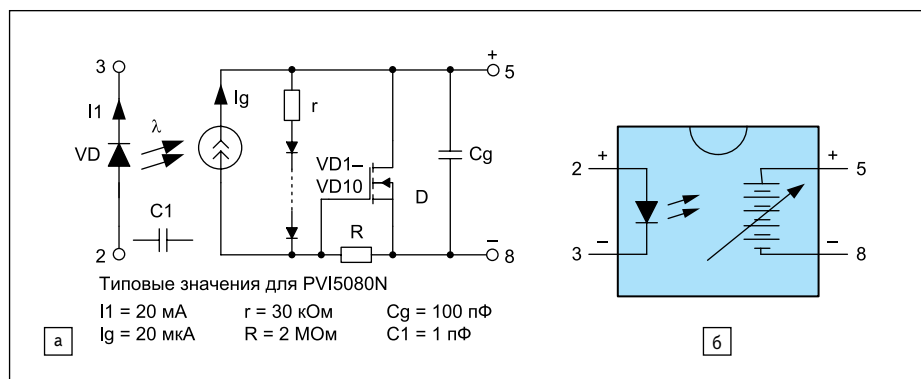 3
I1
λ
VD
C1
2
Ig
r
VD1–
VD10
D
R
Cg
+
5
–
8
Типовые значения для PVI5080N
I1 = 20 мА
r = 30 кОм
Cg = 100 пФ
Ig = 20 мкА
R = 2 МОм
C1 = 1 пФ
а
2
+
3
–
+
5
–
8
б